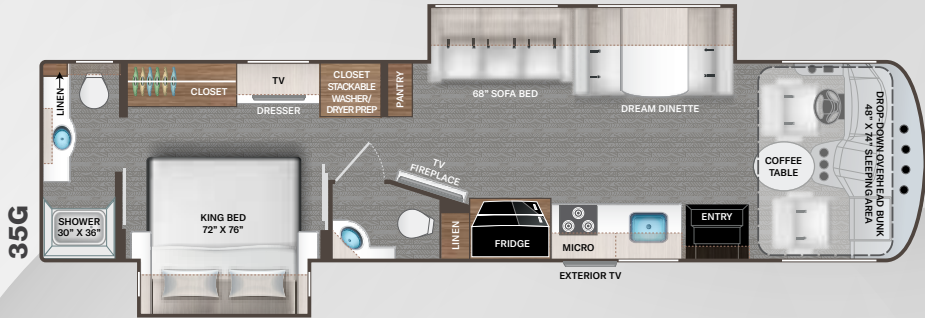 35G
LINEN
CLOSET
TV
DRESSER
CLOSET
STACKABLE
WASHER/
DRYER PREP
PANTRY
68" SOFA BED
DREAM DINETTE
DROP-DOWN OVERHEAD BUNK
48" X 74" SLEEPING AREA
COFFEE
TABLE
SHOWER
30" X 36"
KING BED
72" X 76"
TV
FIREPLACE
LINEN
FRIDGE
MICRO
ENTRY
EXTERIOR TV